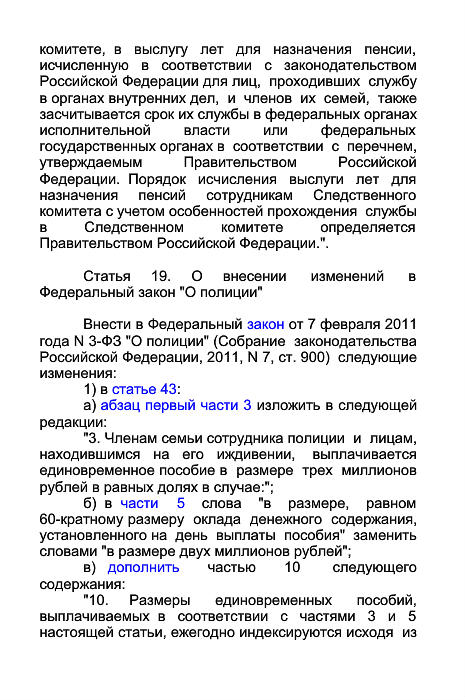 комитете, в выслугу лет для назначения пенсии,
исчисленную в соответствии с законодательством
Российской Федерации для лиц, проходивших службу
в органах внутренних дел, и членов их семей, также
засчитывается срок их службы в федеральных органах
исполнительной власти или федеральных
государственных органах в соответствии с перечнем,
утверждаемым Правительством Российской
Федерации. Порядок исчисления выслуги лет для
назначения пенсий сотрудникам Следственного
комитета с учетом особенностей прохождения службы
в Следственном комитете определяется
Правительством Российской Федерации.".
Статья 19. О внесении изменений в
Федеральный закон "О полиции"
Внести в Федеральный закон от 7 февраля 2011
года N 3-ФЗ "О полиции" (Собрание законодательства
Российской Федерации, 2011, N 7, ст. 900) следующие
изменения:
1) в статье 43:
а) абзац первый части 3 изложить в следующей
редакции:
"3. Членам семьи сотрудника полиции и лицам,
находившимся на его иждивении, выплачивается
единовременное пособие в размере трех миллионов
рублей в равных долях в случае:";
б) в части 5 слова "в размере, равном
60-кратному размеру оклада денежного содержания,
установленного на день выплаты пособия" заменить
словами "в размере двух миллионов рублей";
в) дополнить частью 10 следующего
содержания:
"10. Размеры единовременных пособий,
выплачиваемых в соответствии с частями 3 и 5
настоящей статьи, ежегодно индексируются исходя из